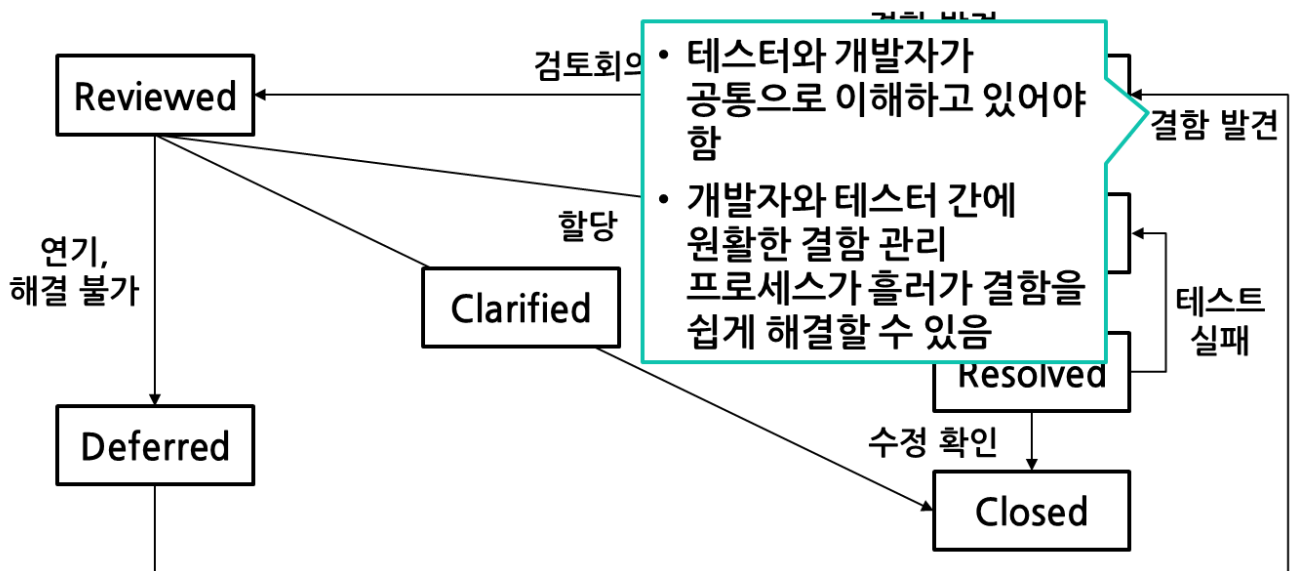 Reviewed
검토회의
• 테스터와 개발자가
공통으로 이해하고 있어야
함
• 개발자와 테스터 간에
원활한 결함 관리
프로세스가 흘러가 결함을
쉽게 해결할 수 있음
결함 발견
할당
연기,
해결 불가
Clarified
테스트
실패
Resolved
Deferred
수정 확인
Closed